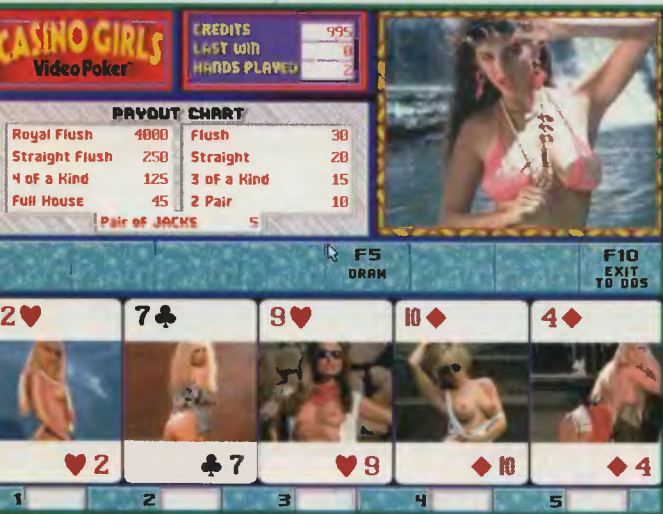 CASINO GIRLS
Video Poker™
CREDITS 995
LAST WIN 0
HANDS PLAYED 2
PAYOUT CHART
Royal Flush 4000
Straight Flush 250
4 of a Kind 125
Full House 45
Flush 30
Straight 20
3 of a Kind 15
2 Pair 10
Pair of JACKS 5
F5
DRAW
F10
EXIT
TO DOS
2♥
7♣
9♥
10♦
4♦
♥2
♣7
♥9
♦10
♦4
1
2
3
4
5